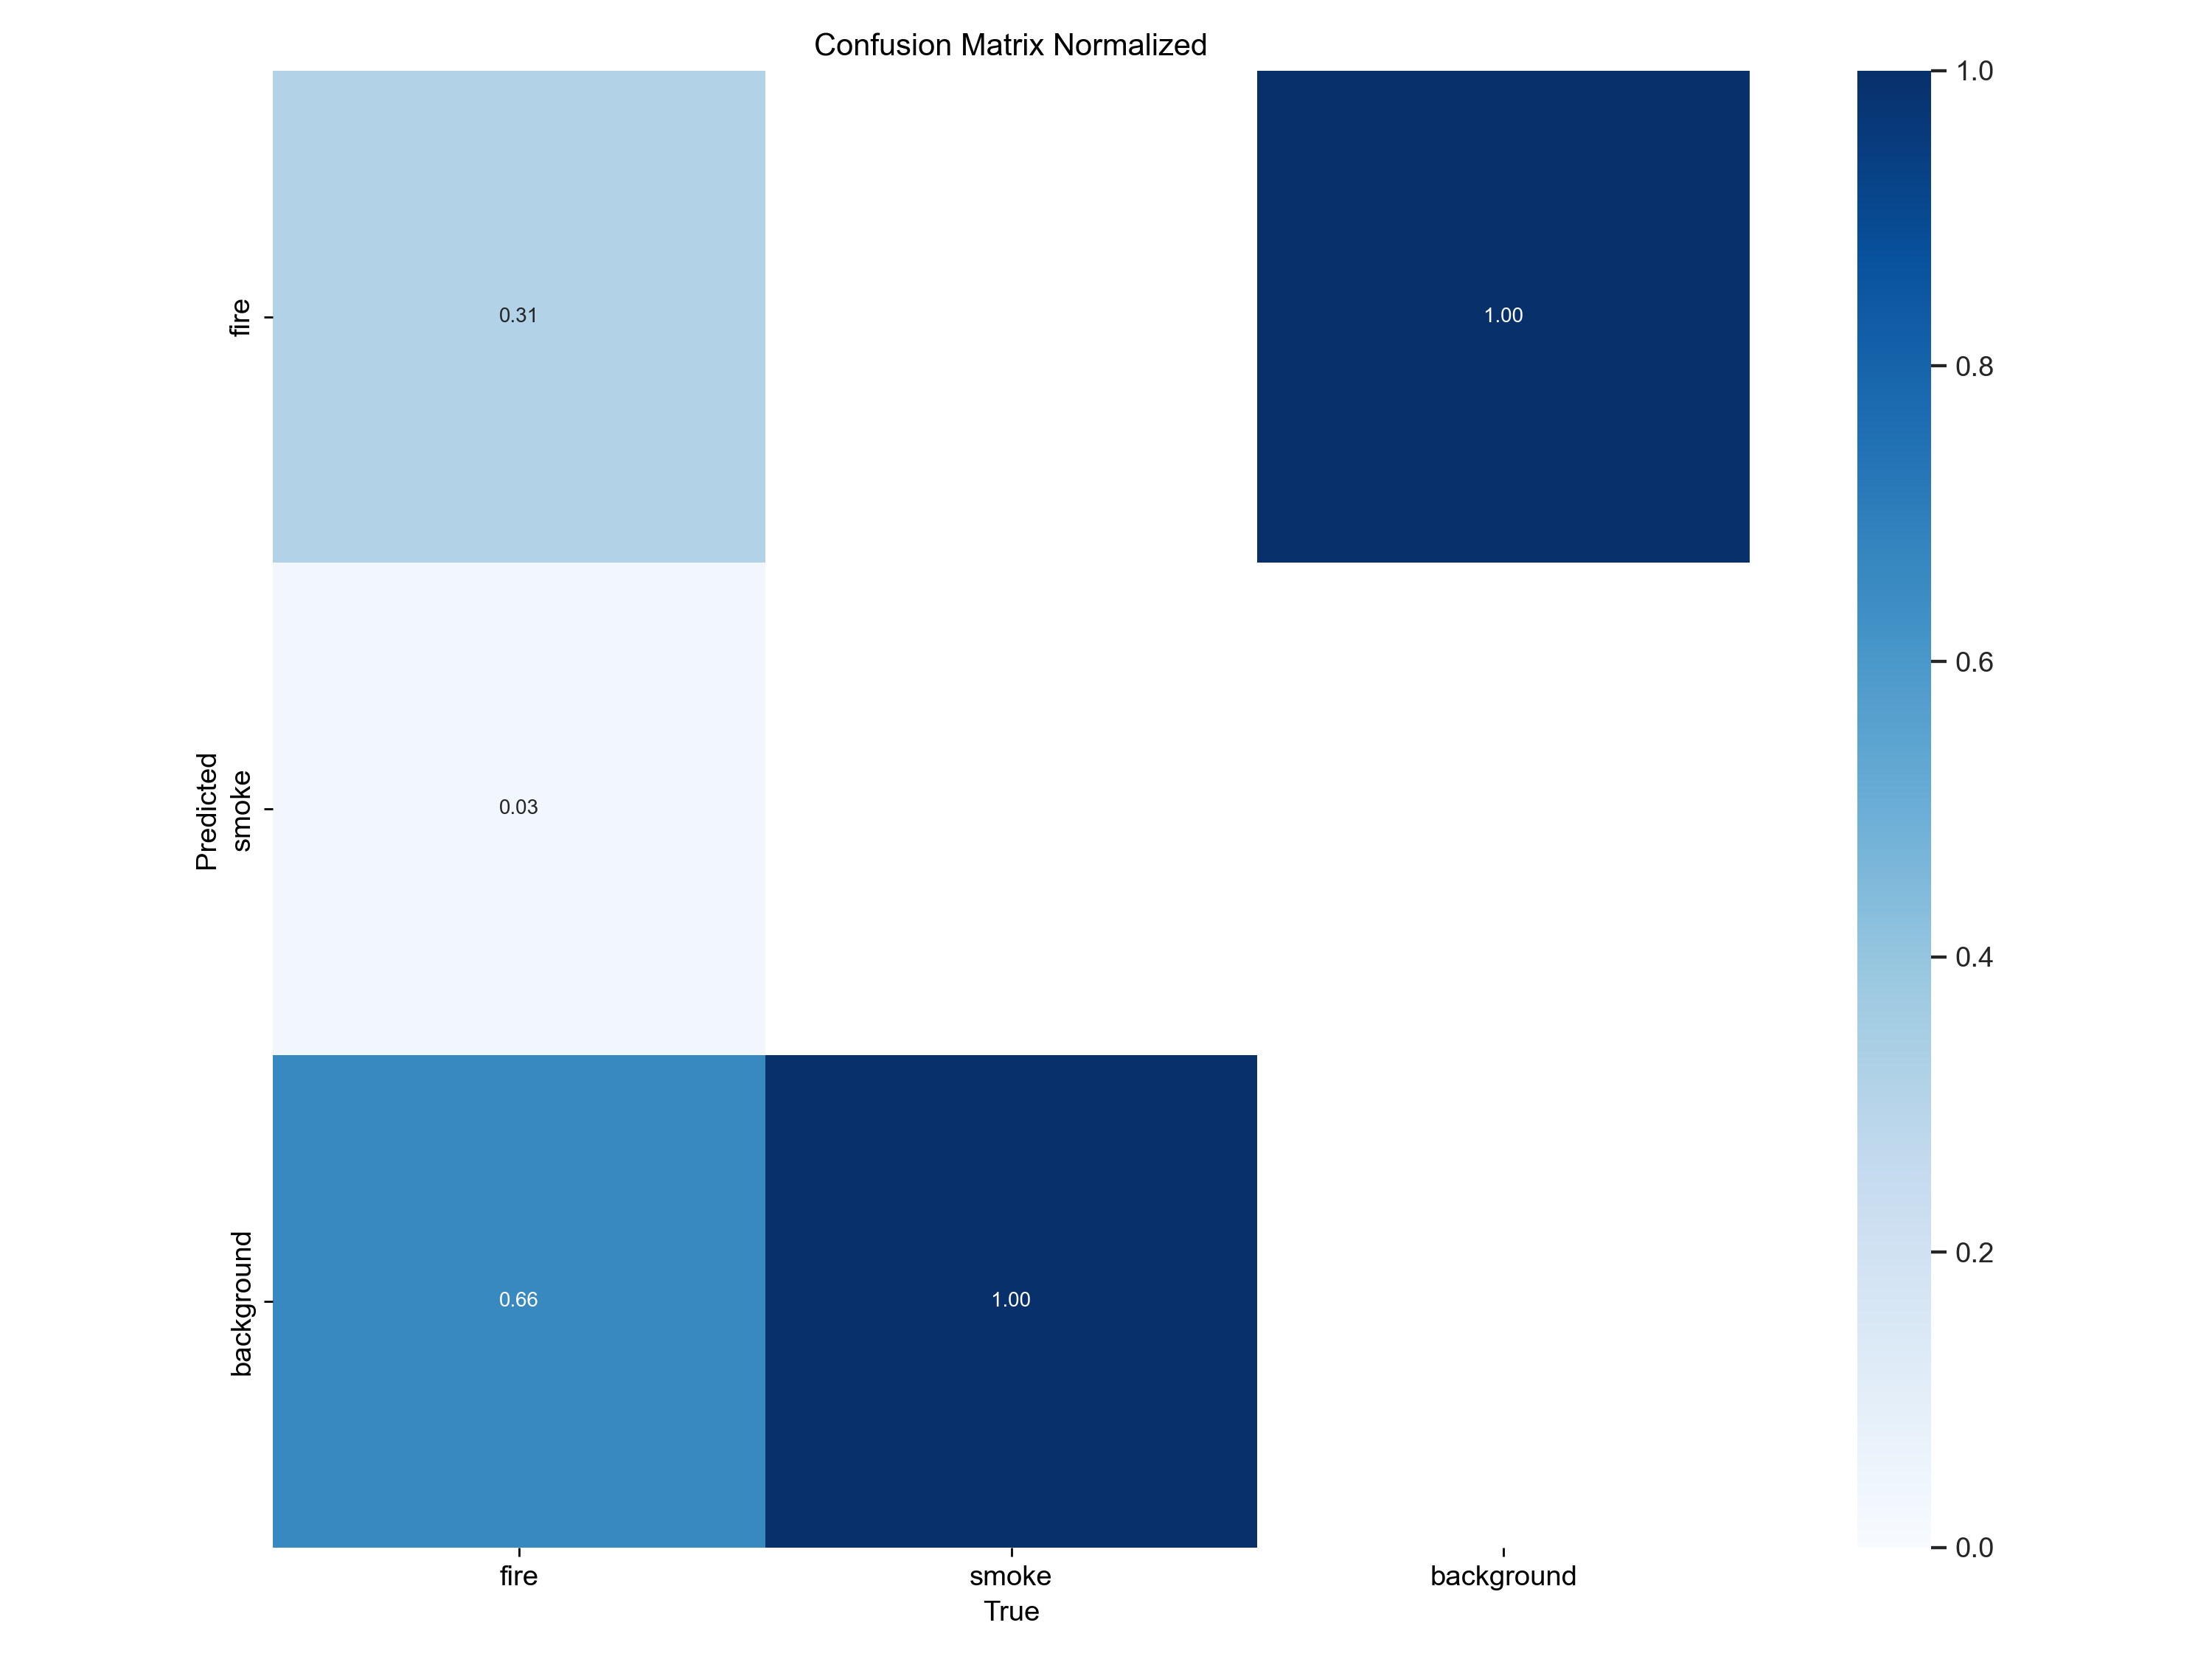 Confusion Matrix Normalized
fire
0.31
1.00
Predicted
smoke
0.03
background
0.66
1.00
fire
smoke
background
True
1.0
0.8
0.6
0.4
0.2
0.0